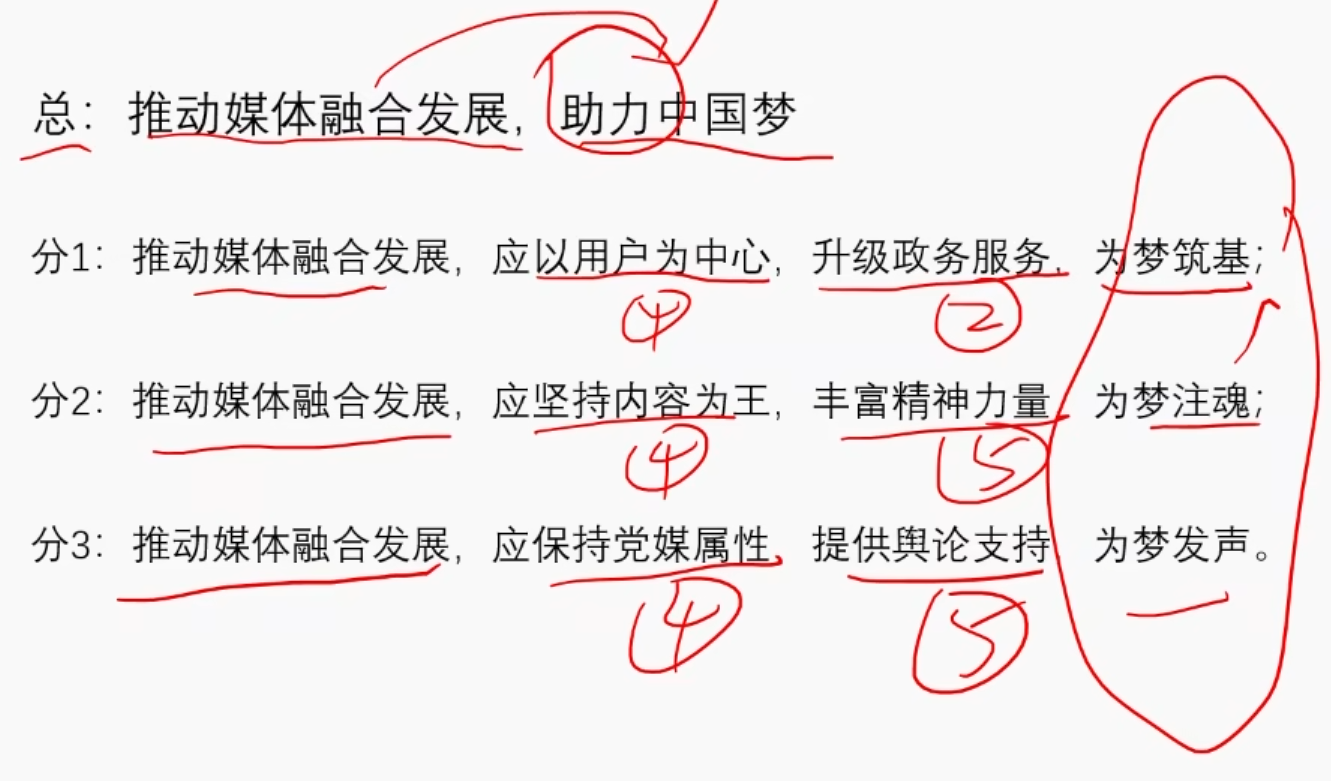 总：推动媒体融合发展，助力中国梦
分1：推动媒体融合发展，应以用户为中心，升级政务服务，为梦筑基；
④ ②
分2：推动媒体融合发展，应坚持内容为王，丰富精神力量，为梦注魂；
④ ⑤
分3：推动媒体融合发展，应保持党媒属性，提供舆论支持 为梦发声。
④ ⑤